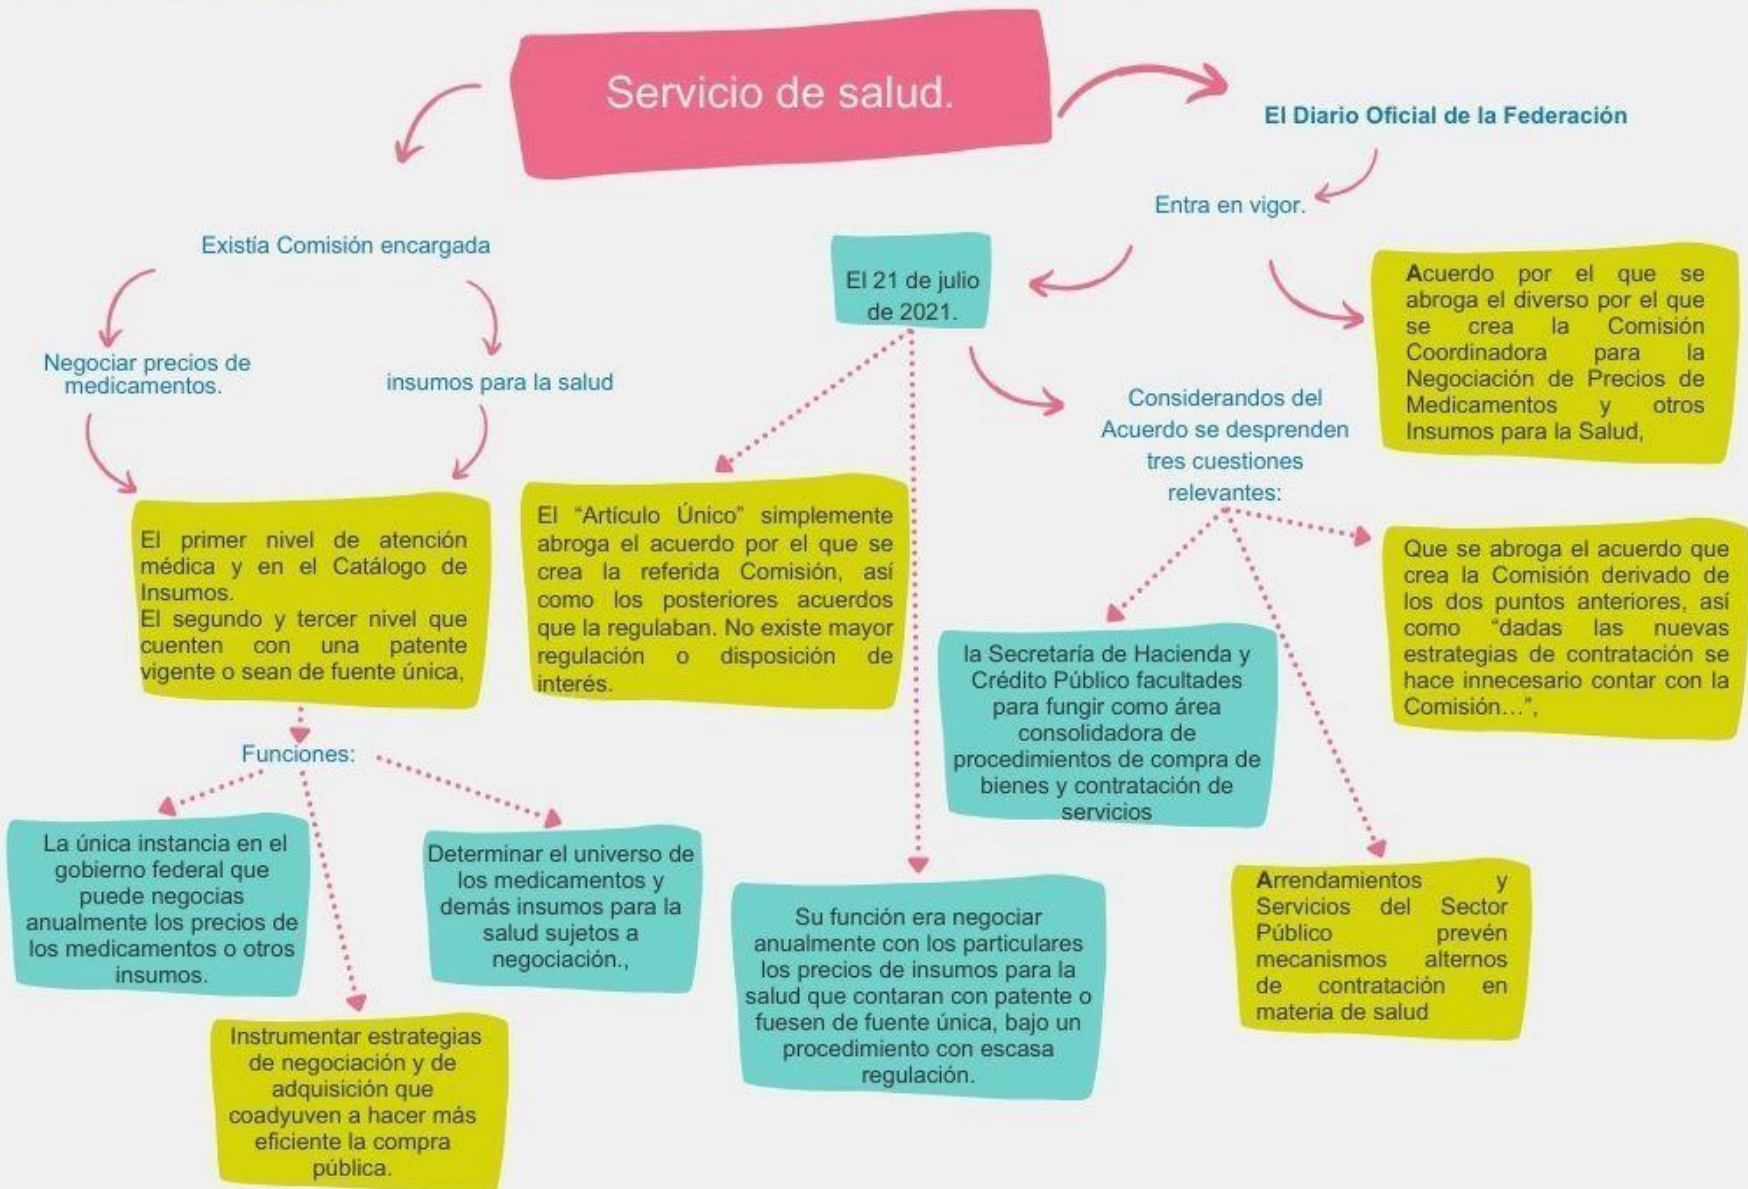 Servicio de salud.
El Diario Oficial de la Federación
Entra en vigor.
Existía Comisión encargada
El 21 de julio
de 2021.
Acuerdo por el que se
abroga el diverso por el que
se crea la Comisión
Coordinadora para la
Negociación de Precios de
Medicamentos y otros
Insumos para la Salud,
Negociar precios de
medicamentos.
insumos para la salud
Considerandos del
Acuerdo se desprenden
tres cuestiones
relevantes:
El primer nivel de atención
médica y en el Catálogo de
Insumos.
El segundo y tercer nivel que
cuenten con una patente
vigente o sean de fuente única,
El “Artículo Único” simplemente
abroga el acuerdo por el que se
crea la referida Comisión, así
como los posteriores acuerdos
que la regulaban. No existe mayor
regulación o disposición de
interés.
la Secretaría de Hacienda y
Crédito Público facultades
para fungir como área
consolidadora de
procedimientos de compra de
bienes y contratación de
servicios
Que se abroga el acuerdo que
crea la Comisión derivado de
los dos puntos anteriores, así
como “dadas las nuevas
estrategias de contratación se
hace innecesario contar con la
Comisión…”,
Funciones:
La única instancia en el
gobierno federal que
puede negocias
anualmente los precios de
los medicamentos o otros
insumos.
Determinar el universo de
los medicamentos y
demás insumos para la
salud sujetos a
negociación.,
Su función era negociar
anualmente con los particulares
los precios de insumos para la
salud que contaran con patente o
fuesen de fuente única, bajo un
procedimiento con escasa
regulación.
Arrendamientos y
Servicios del Sector
Público prevén
mecanismos alternos
de contratación en
materia de salud
Instrumentar estrategias
de negociación y de
adquisición que
coadyuven a hacer más
eficiente la compra
pública.